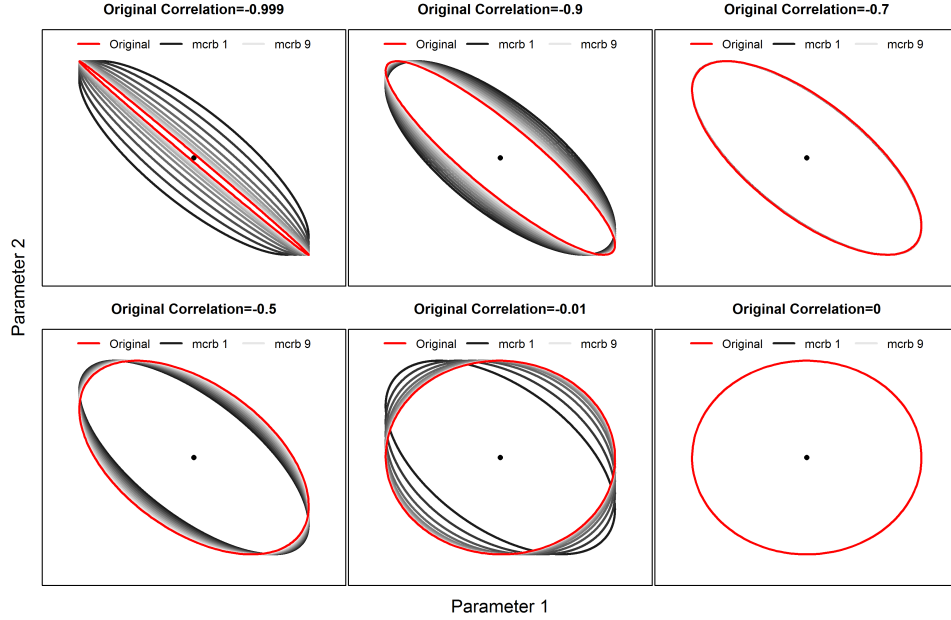 Original Correlation=-0.999
Original mcrb 1 mcrb 9
Original Correlation=-0.9
Original mcrb 1 mcrb 9
Original Correlation=-0.7
Original mcrb 1 mcrb 9
Original Correlation=-0.5
Original mcrb 1 mcrb 9
Original Correlation=-0.01
Original mcrb 1 mcrb 9
Original Correlation=0
Original mcrb 1 mcrb 9
Parameter 2
Parameter 1